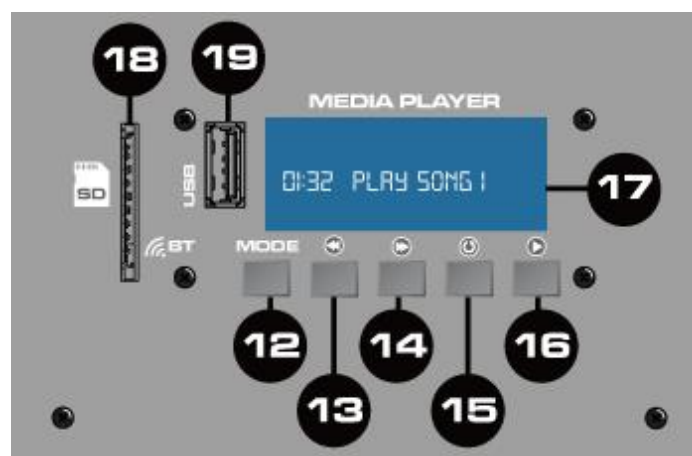 18
19
MEDIA PLAYER
SD
USB
01:32 PLAY SONG 1
17
BT
MODE
12
14
16
13
15